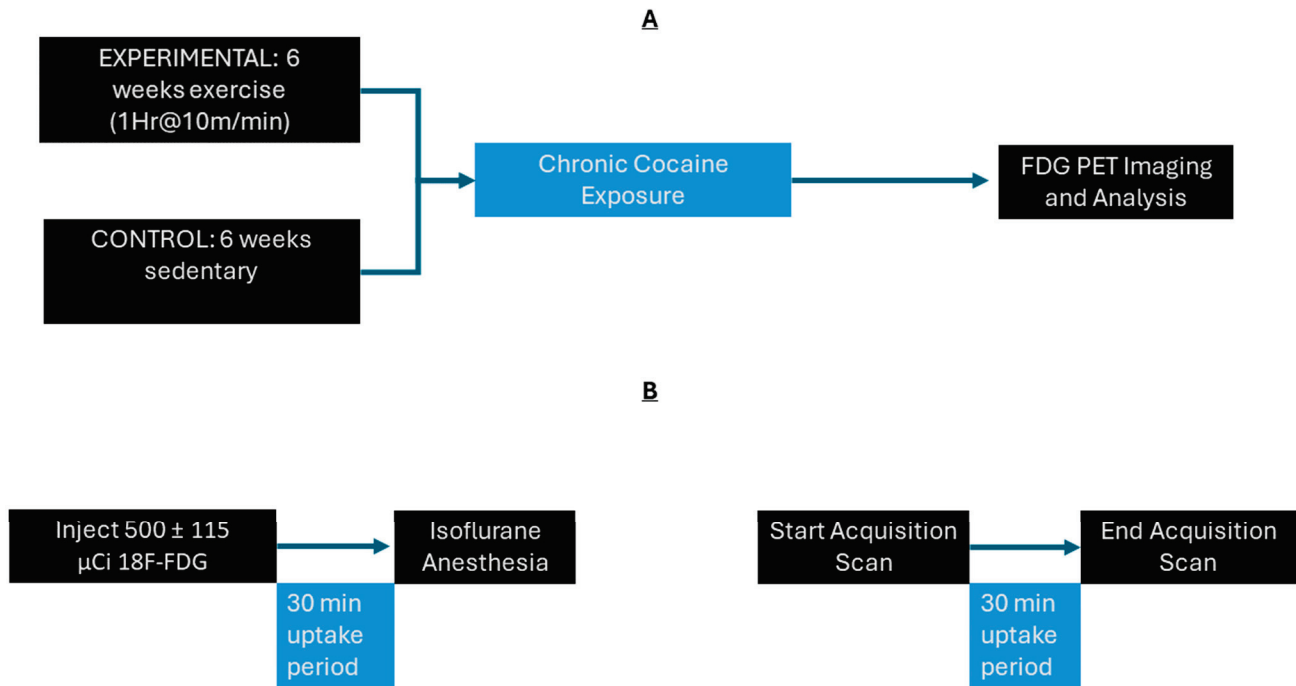 A
EXPERIMENTAL: 6
weeks exercise
(1Hr@10m/min)
CONTROL: 6 weeks
sedentary
Chronic Cocaine
Exposure
FDG PET Imaging
and Analysis
B
Inject 500 ± 115
µCi 18F-FDG
30 min
uptake
period
Isoflurane
Anesthesia
Start Acquisition
Scan
30 min
uptake
period
End Acquisition
Scan